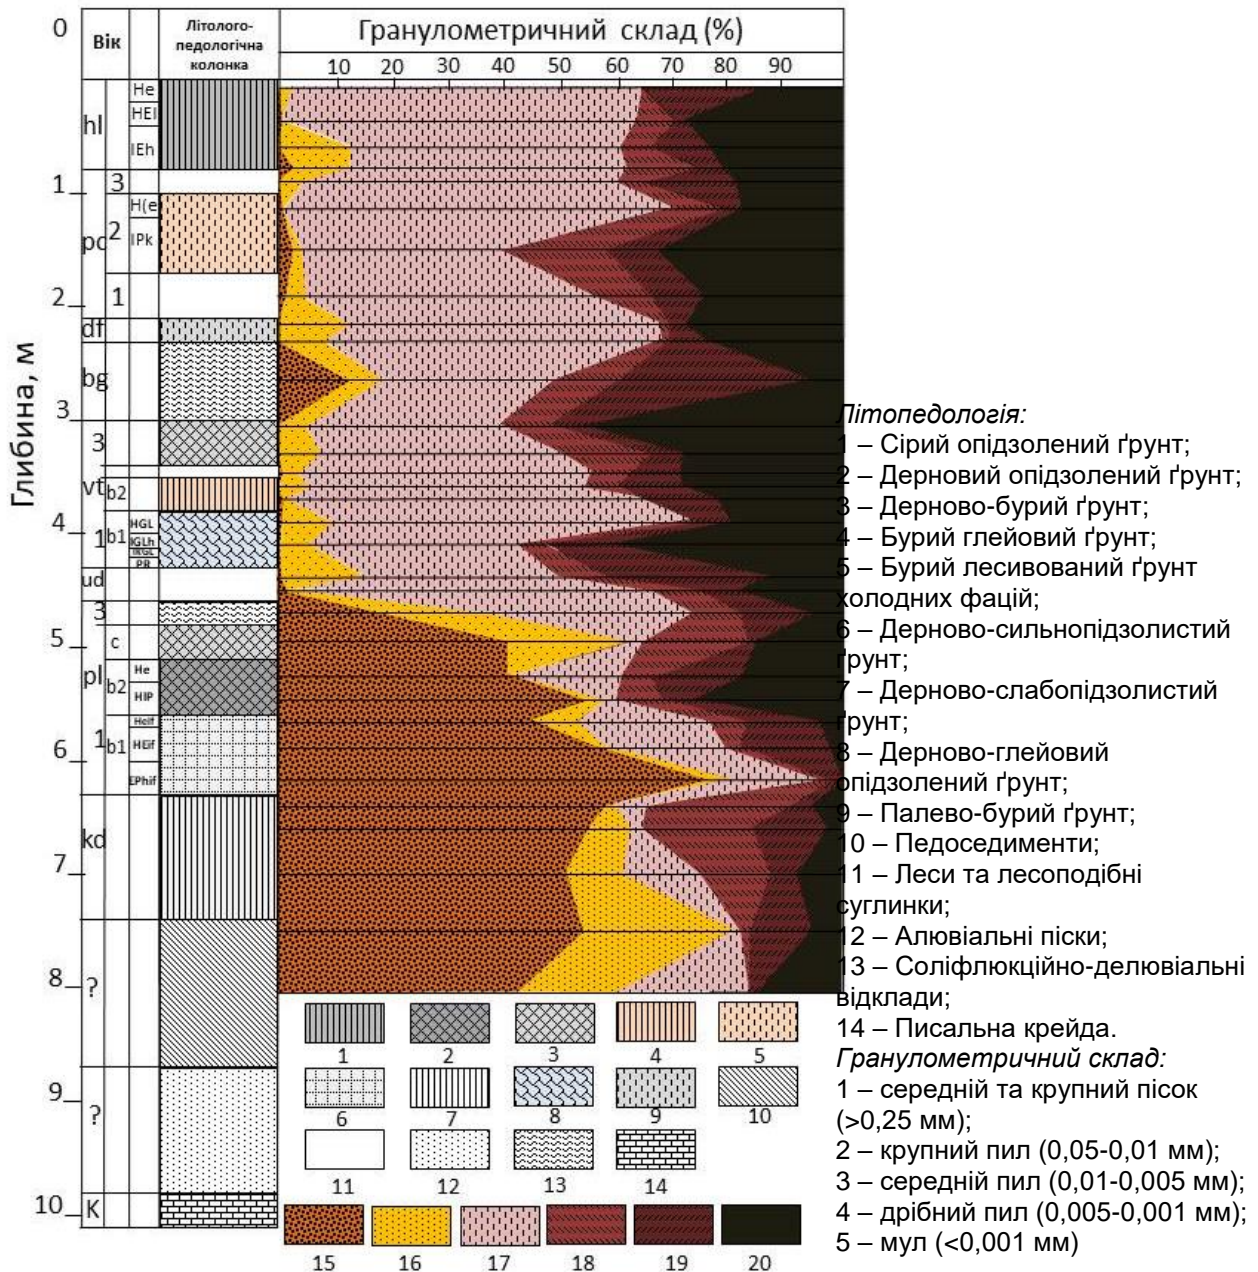 0
Вік
Літолого-
педологічна
колонка
Гранулометричний склад (%)
10 20 30 40 50 60 70 80 90
Глибина, м
1
2
3
4
5
6
7
8
9
10
hl
He
HEI
IEh
3
pc
2
H(e
IPk
1
df
bg
3
vt
b2
1
b1
HGL
IGLh
PR
ud
3
c
pl
b2
He
HIP
1
b1
HEif
EPhif
kd
?
?
K
1 2 3 4 5
6 7 8 9 10
11 12 13 14
15 16 17 18 19 20
Літопедологія:
1 – Сірий опідзолений ґрунт;
2 – Дерновий опідзолений ґрунт;
3 – Дерново-бурий ґрунт;
4 – Бурий глейовий ґрунт;
5 – Бурий лесивований ґрунт
холодних фацій;
6 – Дерново-сильнопідзолистий
ґрунт;
7 – Дерново-слабопідзолистий
ґрунт;
8 – Дерново-глейовий
опідзолений ґрунт;
9 – Палево-бурий ґрунт;
10 – Педоседименти;
11 – Леси та лесоподібні
суглинки;
12 – Алювіальні піски;
13 – Соліфлюкційно-делювіальні
відклади;
14 – Писальна крейда.
Гранулометричний склад:
1 – середній та крупний пісок
(>0,25 мм);
2 – крупний пил (0,05-0,01 мм);
3 – середній пил (0,01-0,005 мм);
4 – дрібний пил (0,005-0,001 мм);
5 – мул (<0,001 мм)